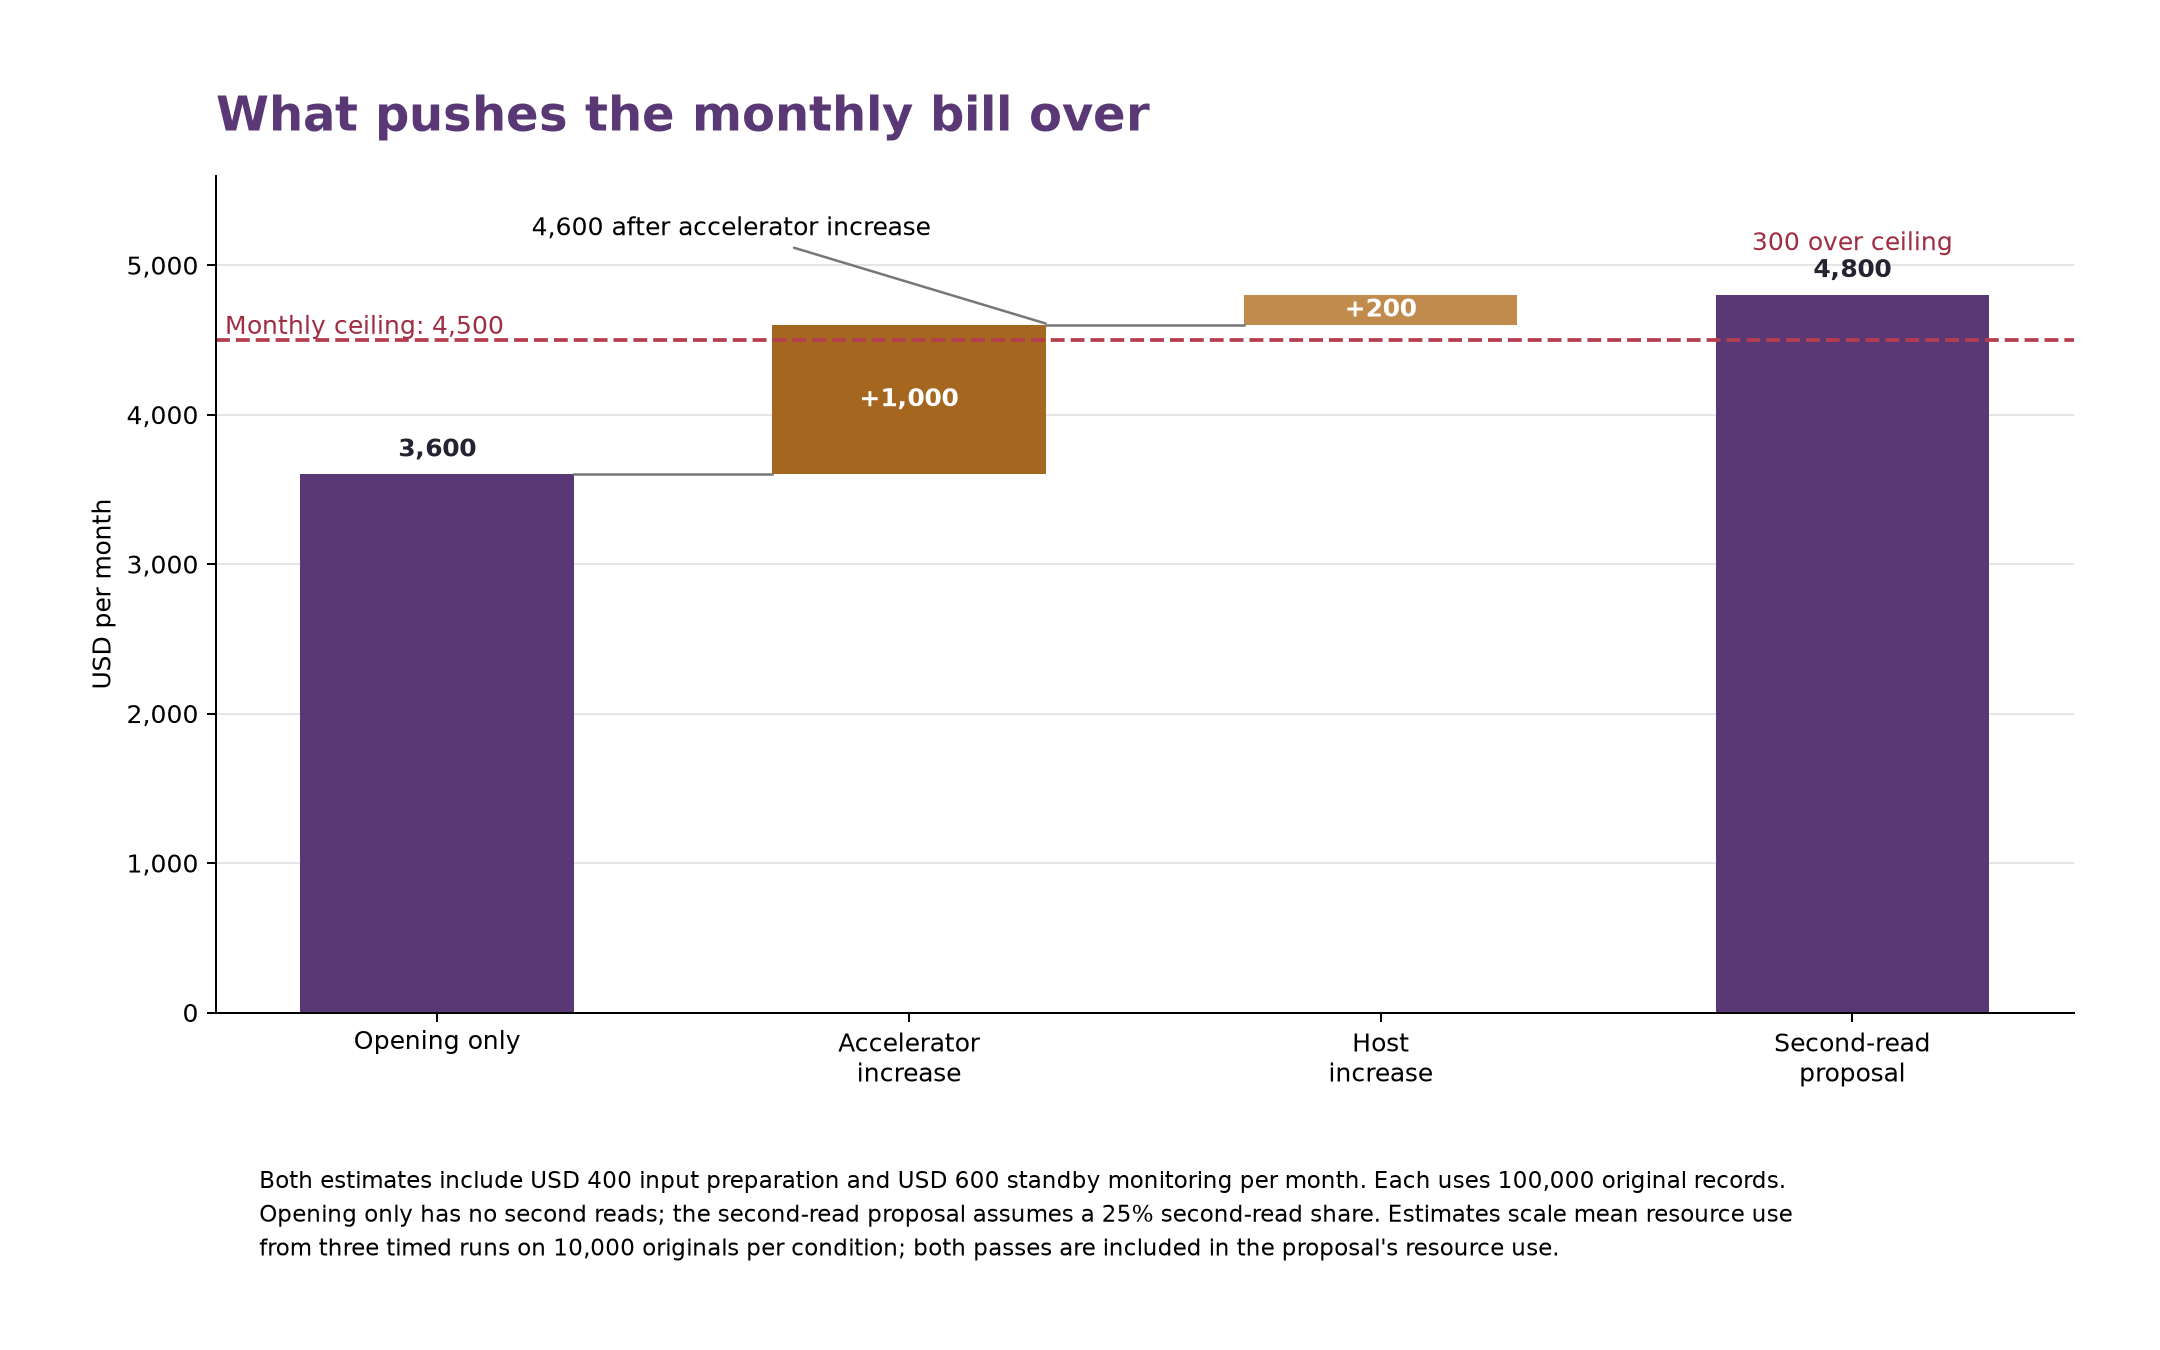 What pushes the monthly bill over
4,600 after accelerator increase
300 over ceiling
4,800
5,000
Monthly ceiling: 4,500
+200
+1,000
4,000
3,600
3,000
2,000
1,000
0
USD per month
Opening only
Accelerator
increase
Host
increase
Second-read
proposal
Both estimates include USD 400 input preparation and USD 600 standby monitoring per month. Each uses 100,000 original records.
Opening only has no second reads; the second-read proposal assumes a 25% second-read share. Estimates scale mean resource use
from three timed runs on 10,000 originals per condition; both passes are included in the proposal's resource use.